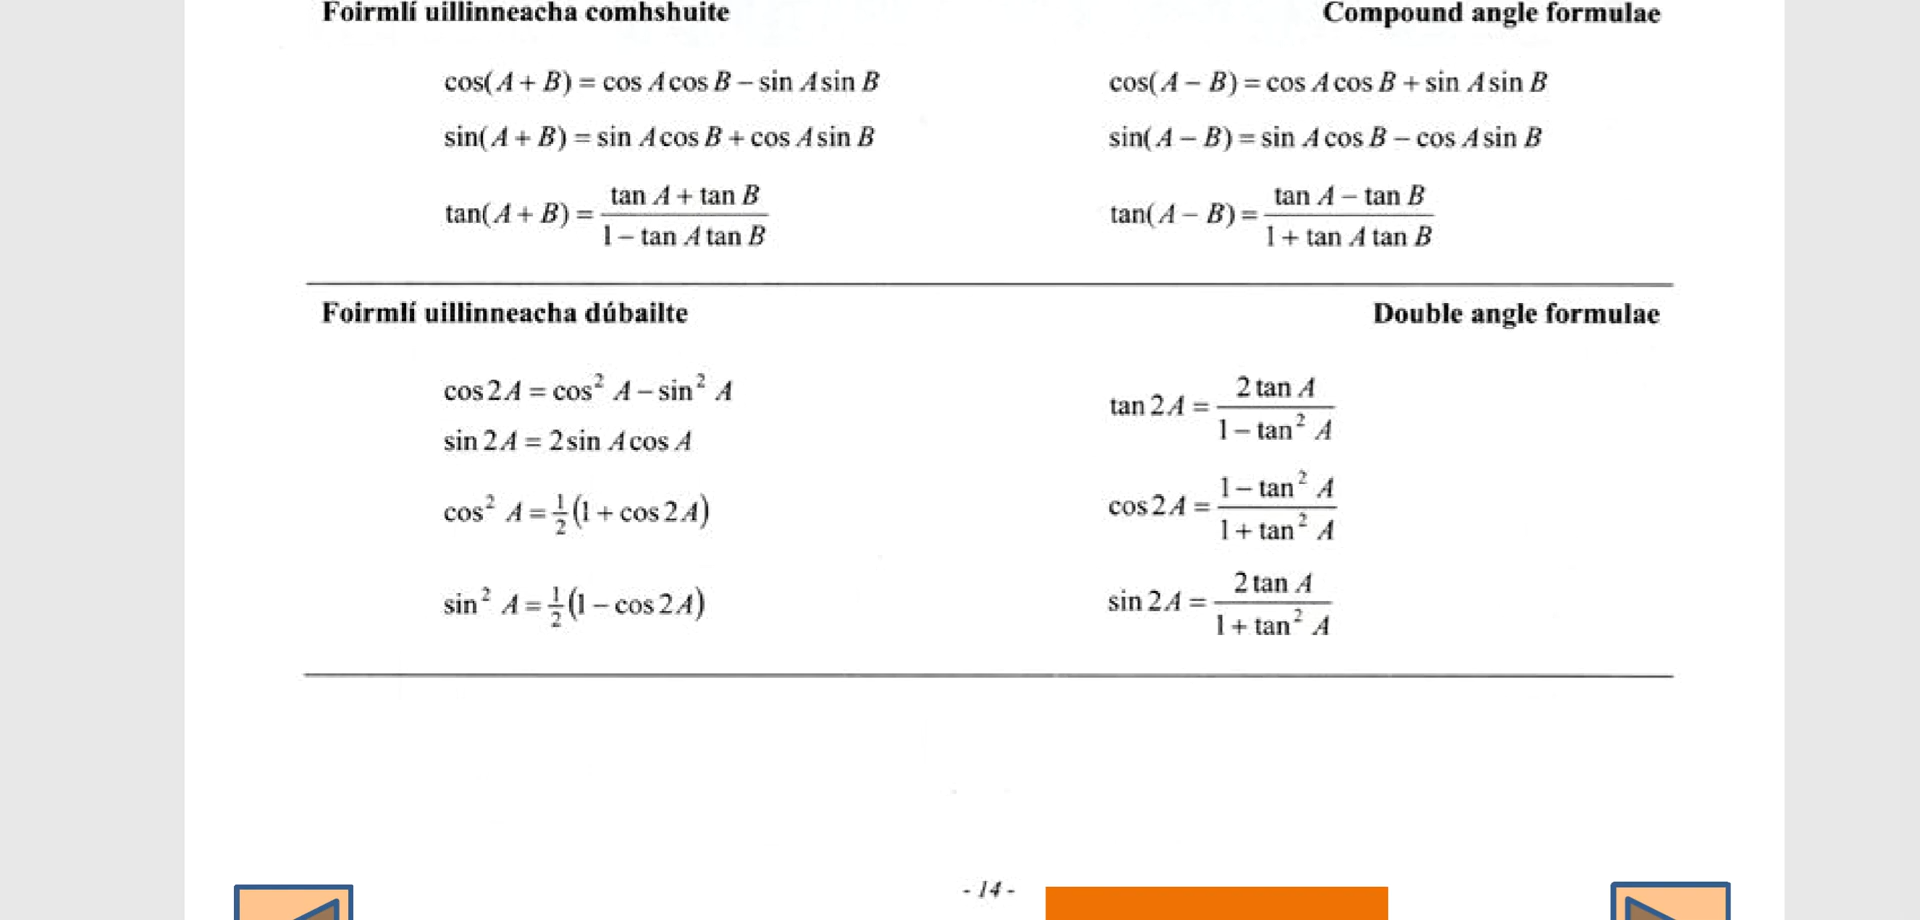 Foirmlí uillinneacha comhshuite Compound angle formulae
cos(A + B) = cos A cos B − sin A sin B cos(A − B) = cos A cos B + sin A sin B
sin(A + B) = sin A cos B + cos A sin B sin(A − B) = sin A cos B − cos A sin B
tan(A + B) = (tan A + tan B) / (1 − tan A tan B) tan(A − B) = (tan A − tan B) / (1 + tan A tan B)
Foirmlí uillinneacha dúbailte Double angle formulae
cos 2A = cos² A − sin² A tan 2A = (2 tan A) / (1 − tan² A)
sin 2A = 2 sin A cos A
cos² A = ½(1 + cos 2A) cos 2A = (1 − tan² A) / (1 + tan² A)
sin² A = ½(1 − cos 2A) sin 2A = (2 tan A) / (1 + tan² A)
- 14 -